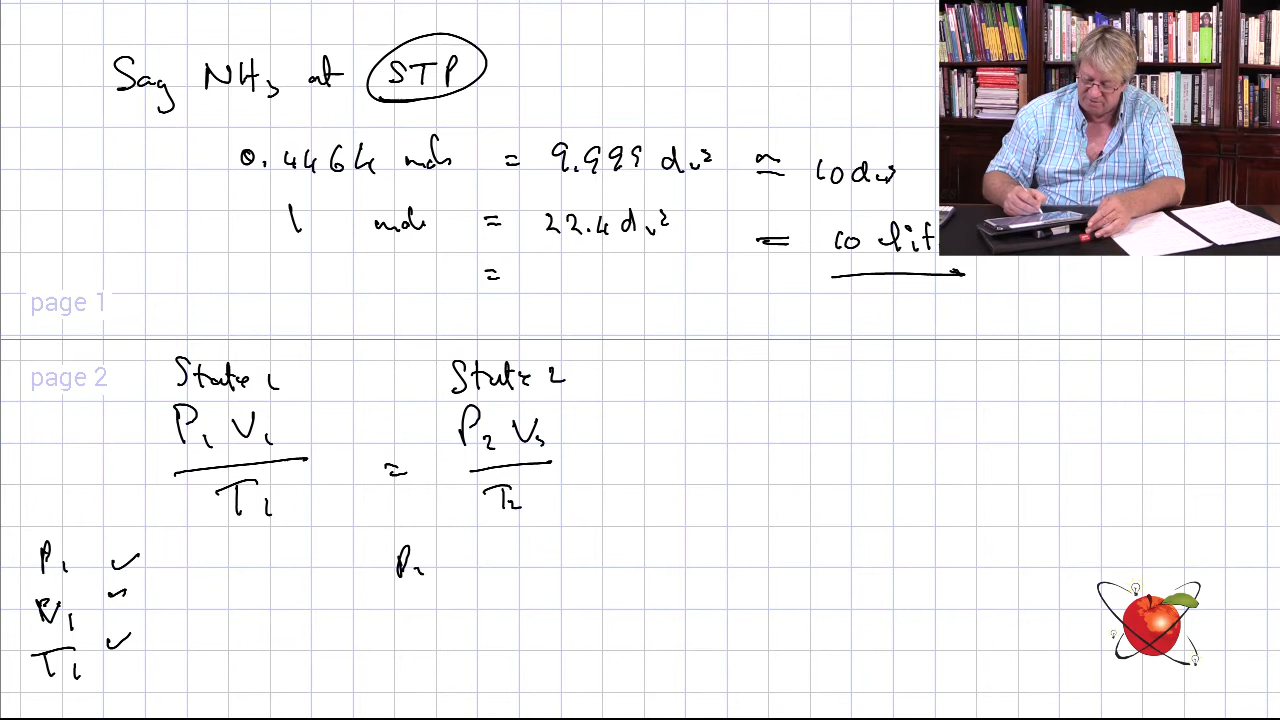 Say NH₃ at STP
0.4464 mols = 9.999 dm³ ≈ 10 dm³
1 mols = 22.4 dm³ = 10 lit
=
page 1
page 2
State 1 State 2
P₁ V₁ P₂ V₂
=
T₁ T₂
P₁ ✓ P₂
V₁ ✓
T₁ ✓